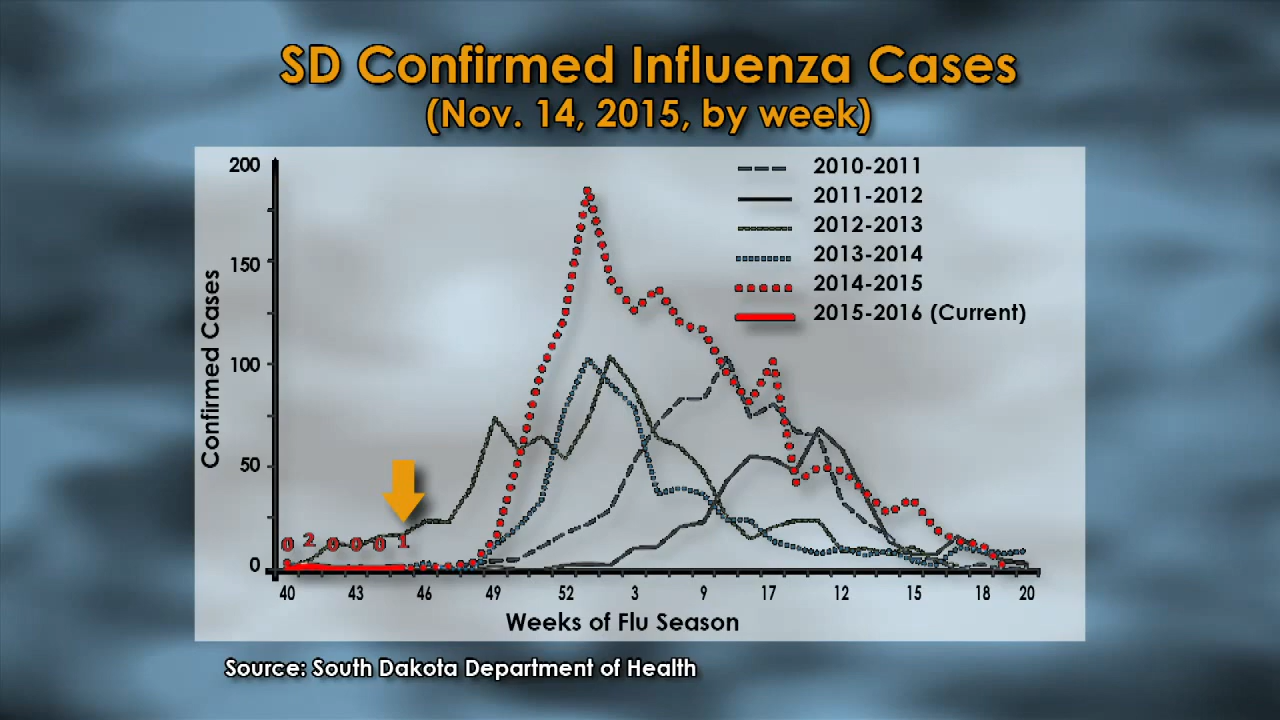 SD Confirmed Influenza Cases
(Nov. 14, 2015, by week)
200
150
100
50
0
Confirmed Cases
2010-2011
2011-2012
2012-2013
2013-2014
2014-2015
2015-2016 (Current)
0 2 0 0 0 1
40 43 46 49 52 3 9 17 12 15 18 20
Weeks of Flu Season
Source: South Dakota Department of Health